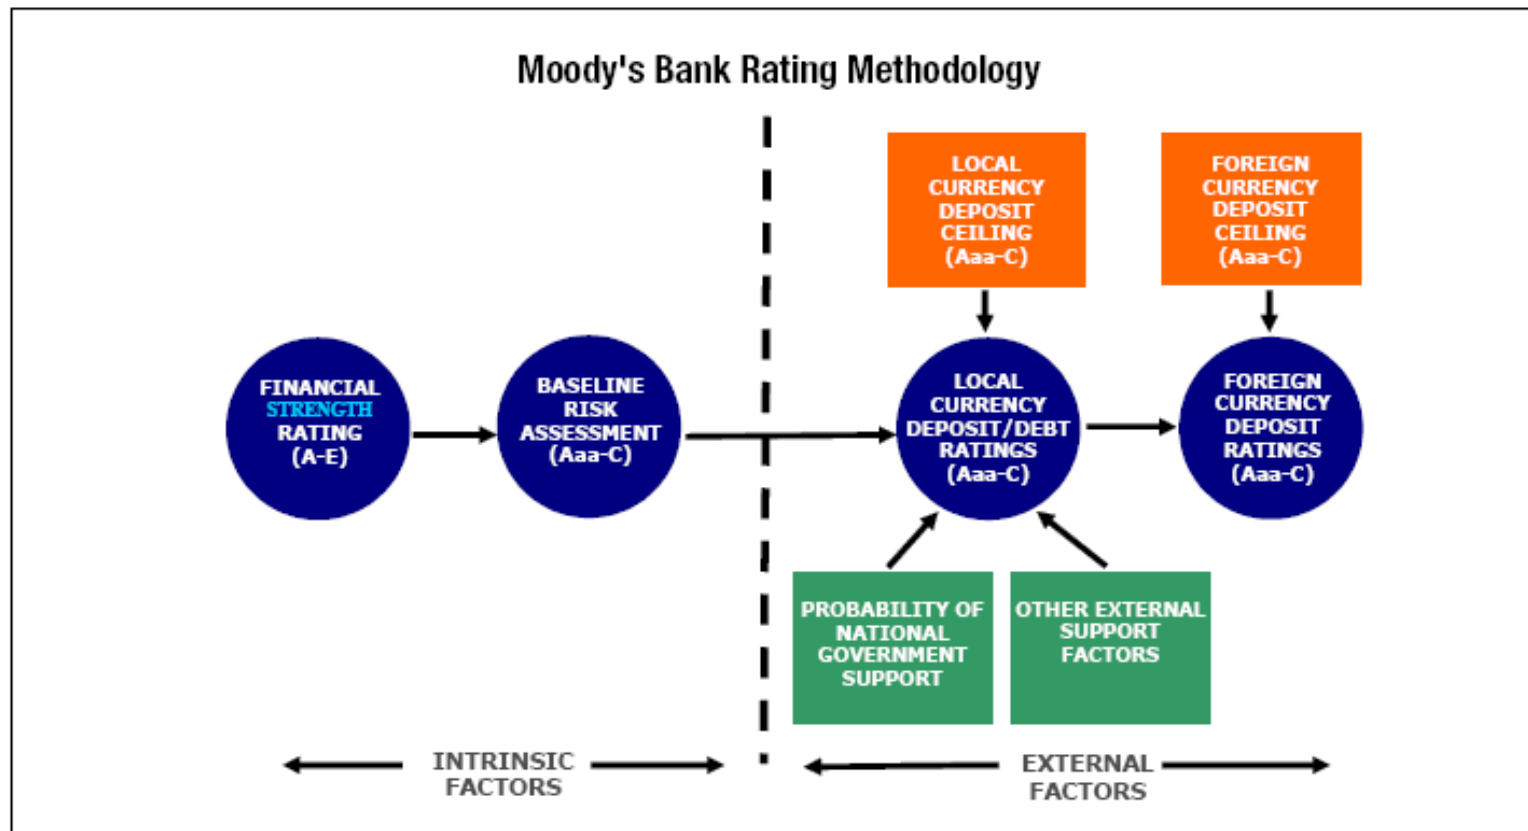 Moody's Bank Rating Methodology
LOCAL
CURRENCY
DEPOSIT
CEILING
(Aaa-C)
FOREIGN
CURRENCY
DEPOSIT
CEILING
(Aaa-C)
FINANCIAL
STRENGTH
RATING
(A-E)
BASELINE
RISK
ASSESSMENT
(Aaa-C)
LOCAL
CURRENCY
DEPOSIT/DEBT
RATINGS
(Aaa-C)
FOREIGN
CURRENCY
DEPOSIT
RATINGS
(Aaa-C)
PROBABILITY OF
NATIONAL
GOVERNMENT
SUPPORT
OTHER EXTERNAL
SUPPORT
FACTORS
INTRINSIC
FACTORS
EXTERNAL
FACTORS